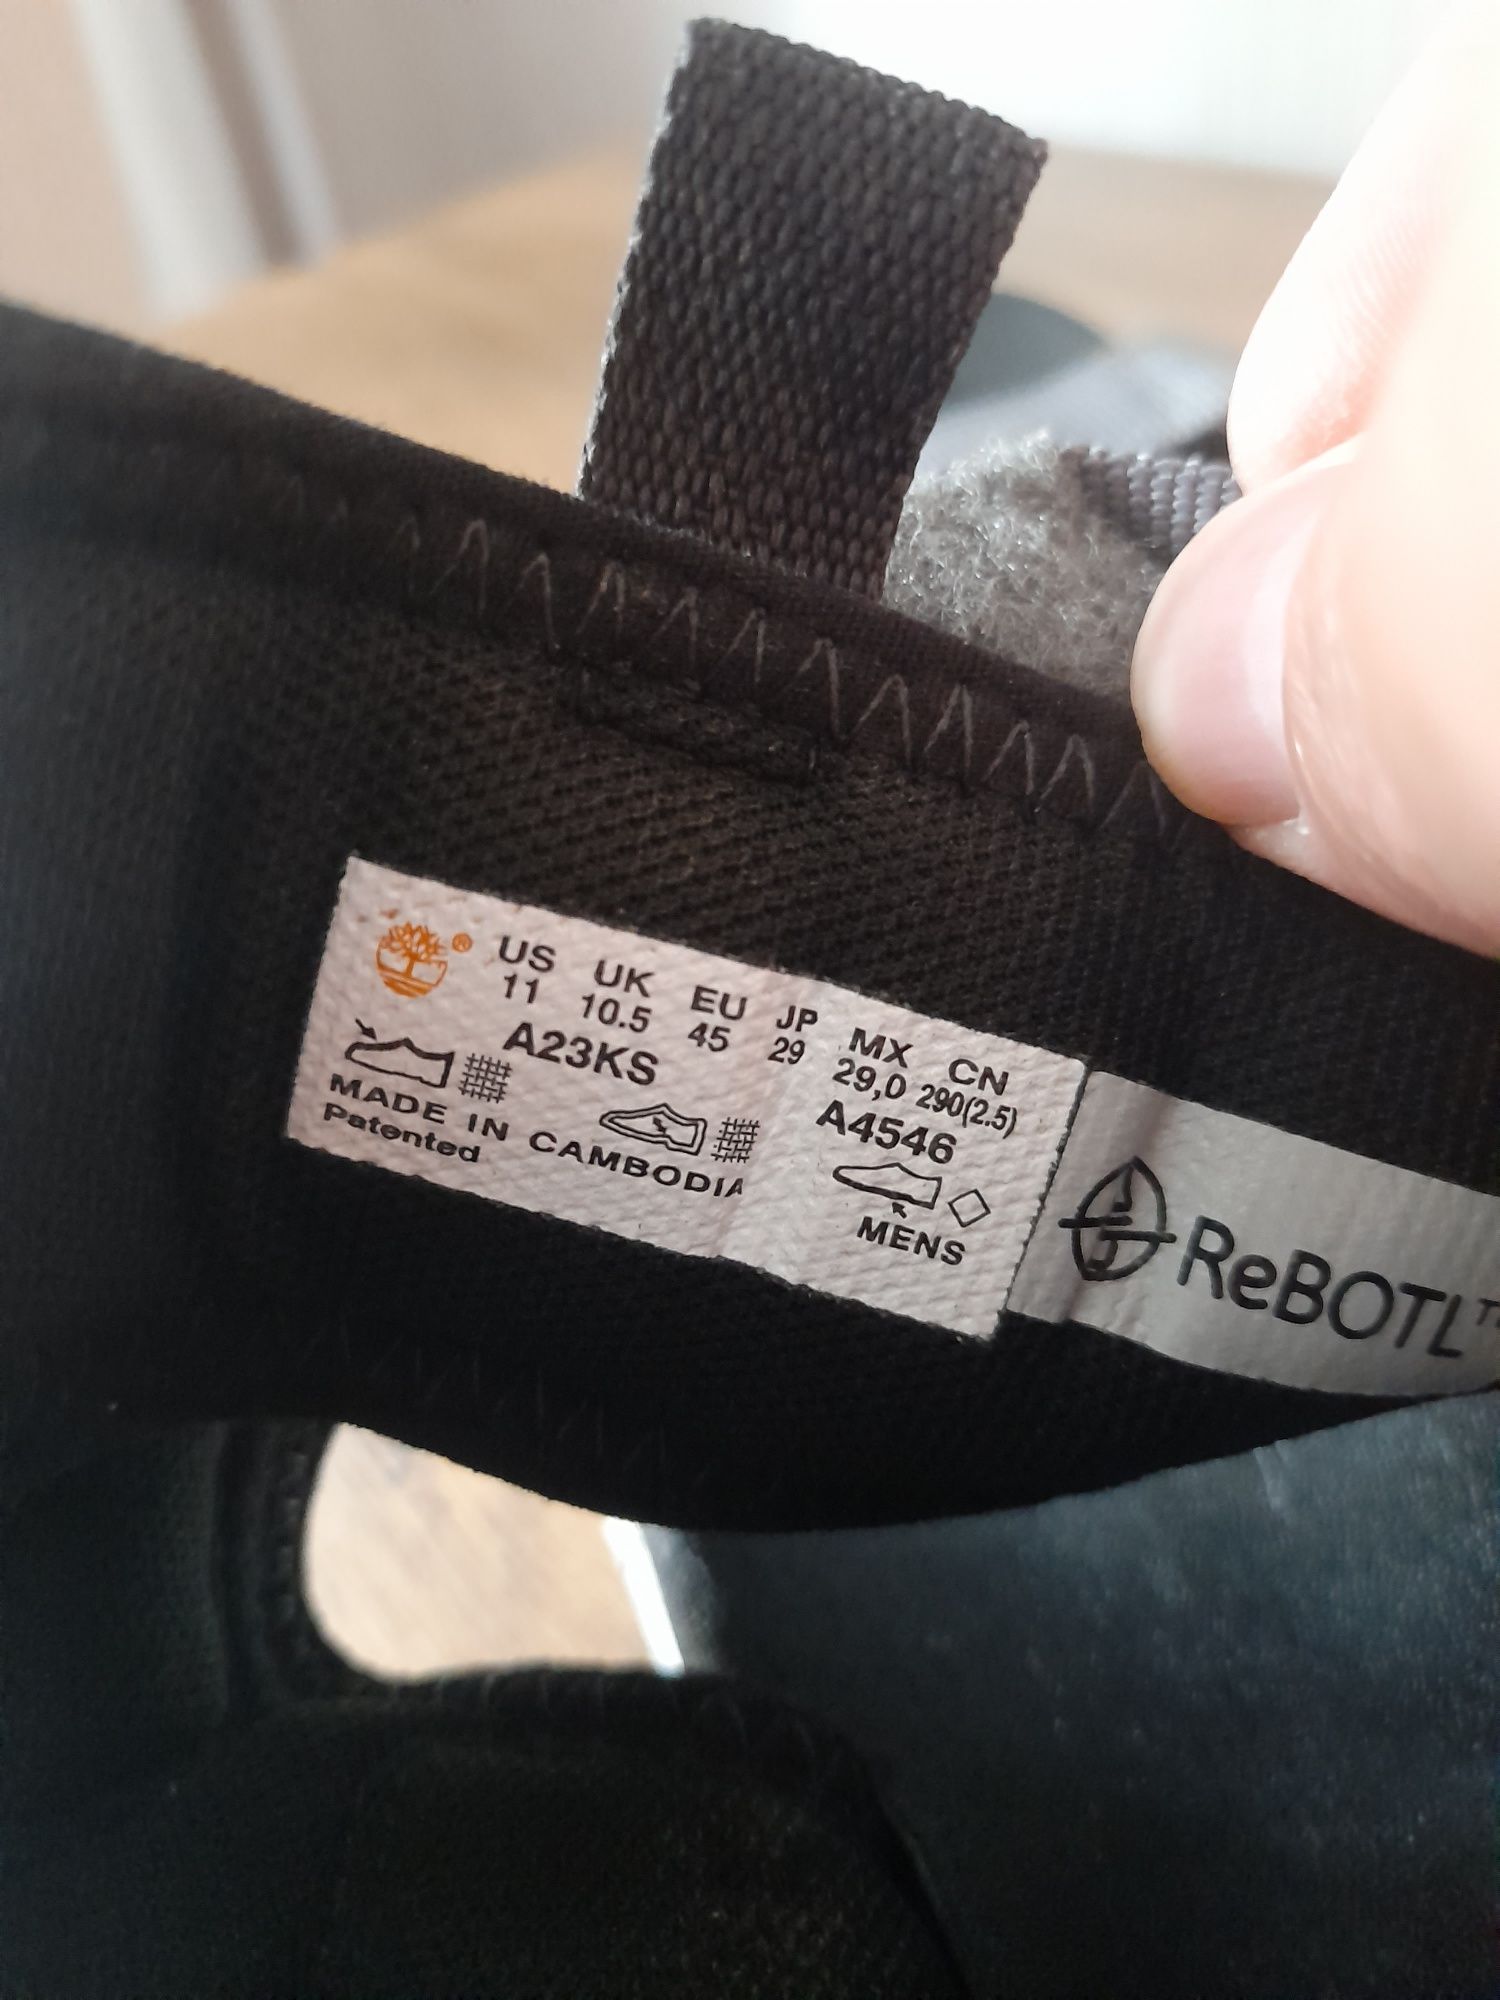 ® US UK EU JP MX CN
11 10.5 45 29 29,0 290(2.5)
A23KS A4546
MADE IN CAMBODIA
Patented
MENS
ReBOTL™